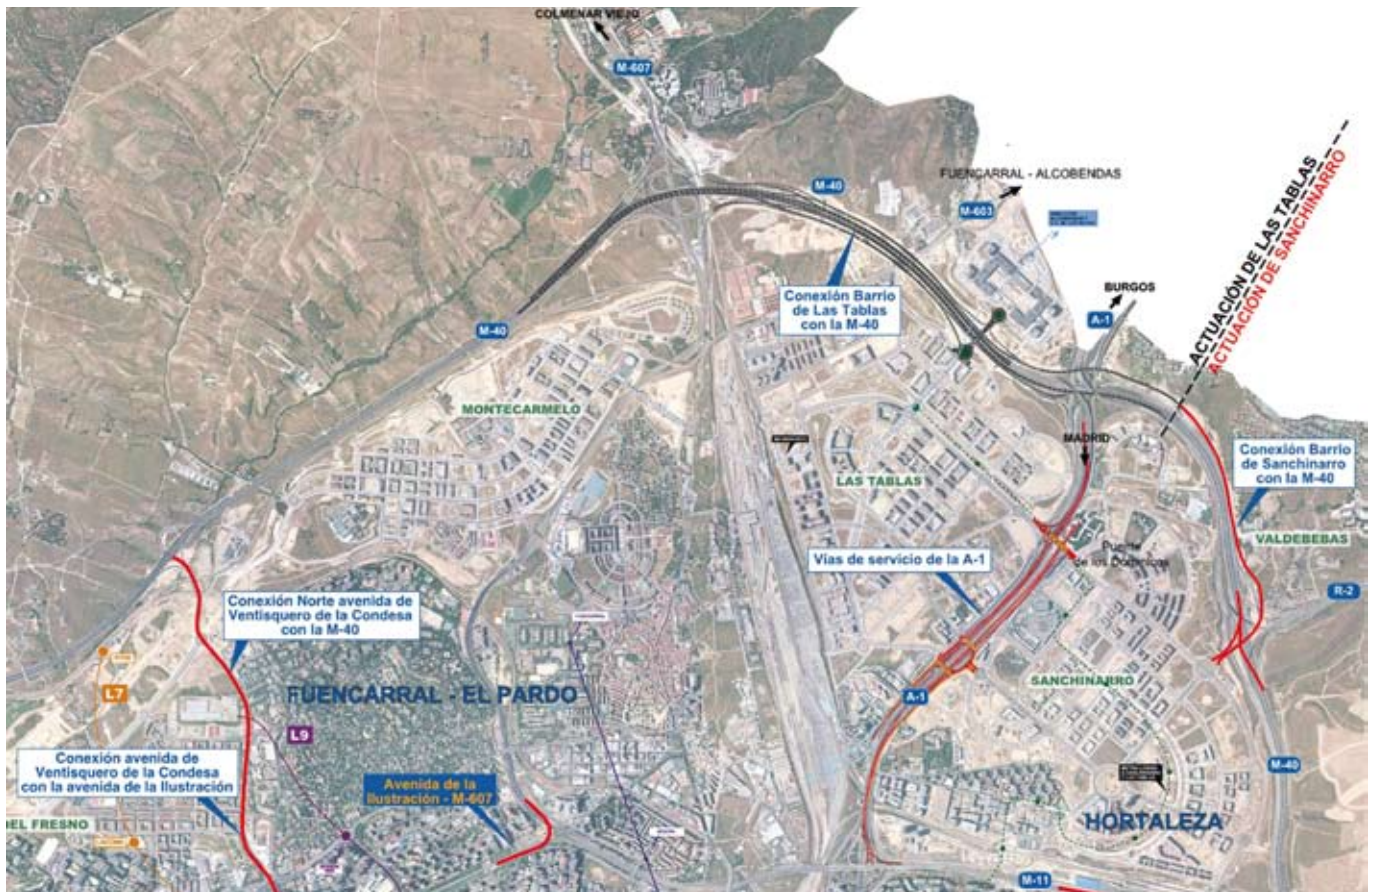 COLMENAR VIEJO
M-607
M-40
FUENCARRAL - ALCOBENDAS
M-603
ACTUACIÓN DE LAS TABLAS
ACTUACIÓN DE SANCHINARRO
BURGOS
A-1
Conexión Barrio
de Las Tablas
con la M-40
M-40
MONTECARMELO
MADRID
Conexión Barrio
de Sanchinarro
con la M-40
LAS TABLAS
VALDEBEBAS
Vías de servicio de la A-1
Puente
de los Dominicos
R-2
Conexión Norte avenida de
Ventisquero de la Condesa
con la M-40
L7
FUENCARRAL - EL PARDO
SANCHINARRO
A-1
L9
Conexión avenida de
Ventisquero de la Condesa
con la avenida de la Ilustración
Avenida de la
Ilustración - M-607
M-40
DEL FRESNO
HORTALEZA
M-11